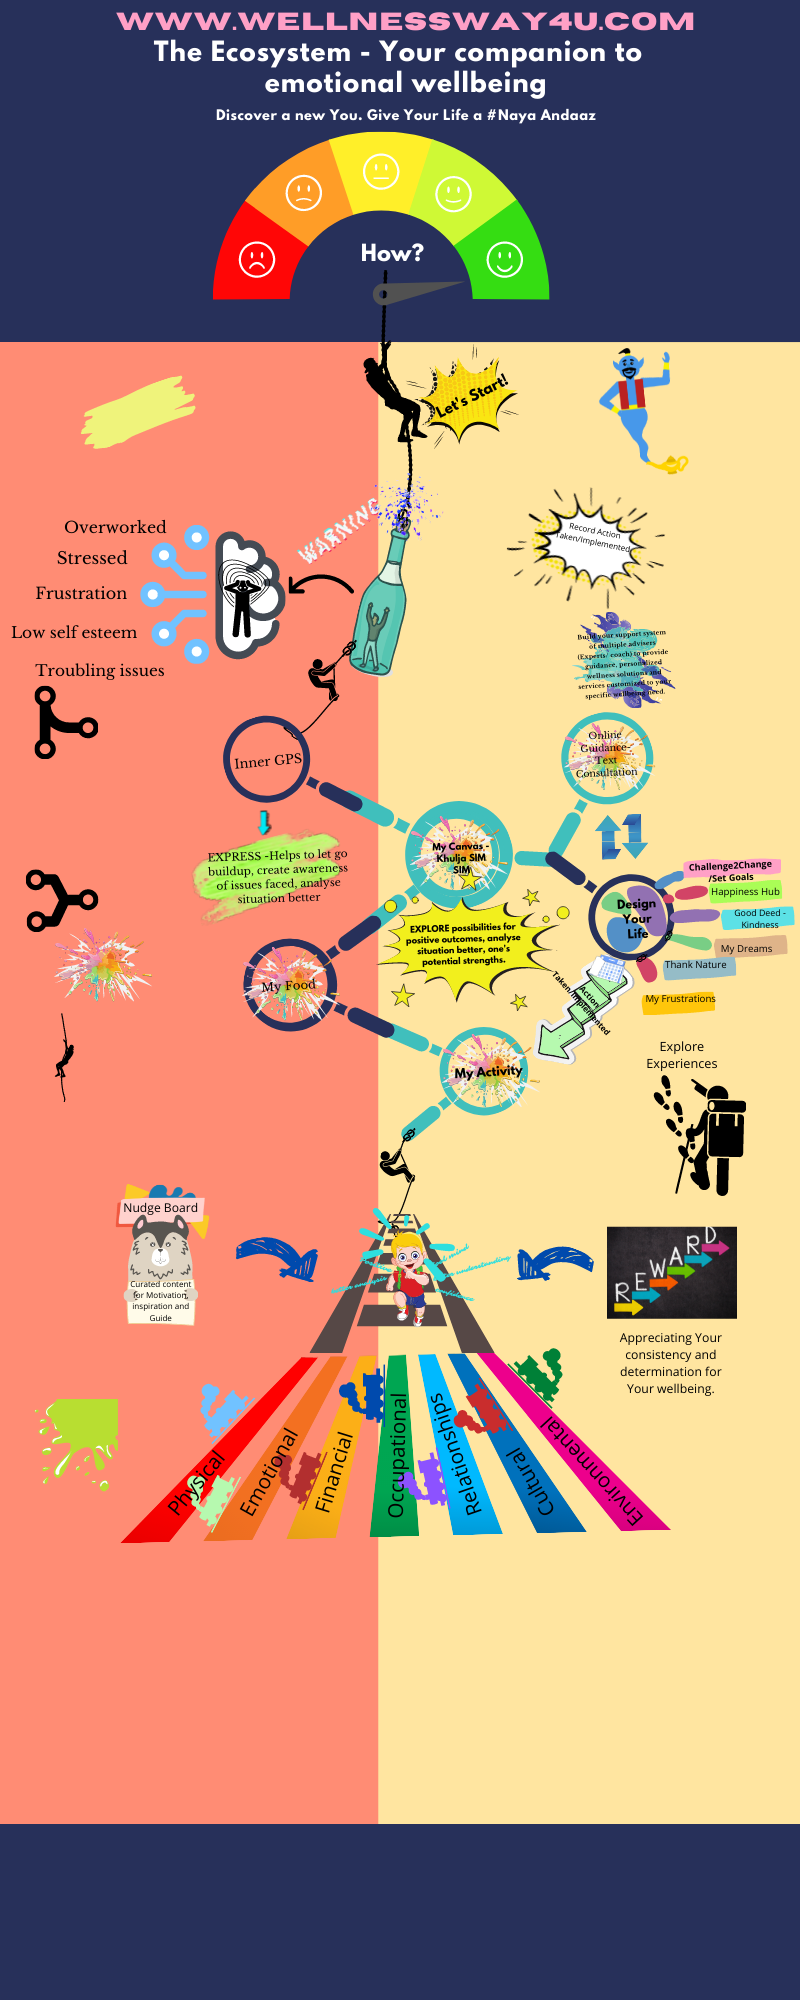 WWW.WELLNESSWAY4U.COM
The Ecosystem - Your companion to
emotional wellbeing
Discover a new You. Give Your Life a #Naya Andaaz
How?
Let's Start!
WARNING
Record Action
Taken/Implemented
Overworked
Stressed
Frustration
Low self esteem
Troubling issues
Build your support system
of multiple advisers
(Experts/ coach) to provide
guidance, personalized
wellness solutions and
services customized to your
specific wellbeing need.
Inner GPS
Online
Guidance-
Text
Consultation
My Canvas -
Khulja SIM
SIM
EXPRESS -Helps to let go
buildup, create awareness
of issues faced, analyse
situation better
Design
Your
Life
Challenge2Change
/Set Goals
Happiness Hub
Good Deed -
Kindness
My Dreams
Thank Nature
My Frustrations
EXPLORE possibilities for
positive outcomes, analyse
situation better, one's
potential strengths.
My Food
Action
Taken/Implemented
My Activity
Explore
Experiences
Nudge Board
Curated content
for Motivation,
inspiration and
Guide
REWARD
Appreciating Your
consistency and
determination for
Your wellbeing.
Physical
Emotional
Financial
Occupational
Relationships
Cultural
Environmental